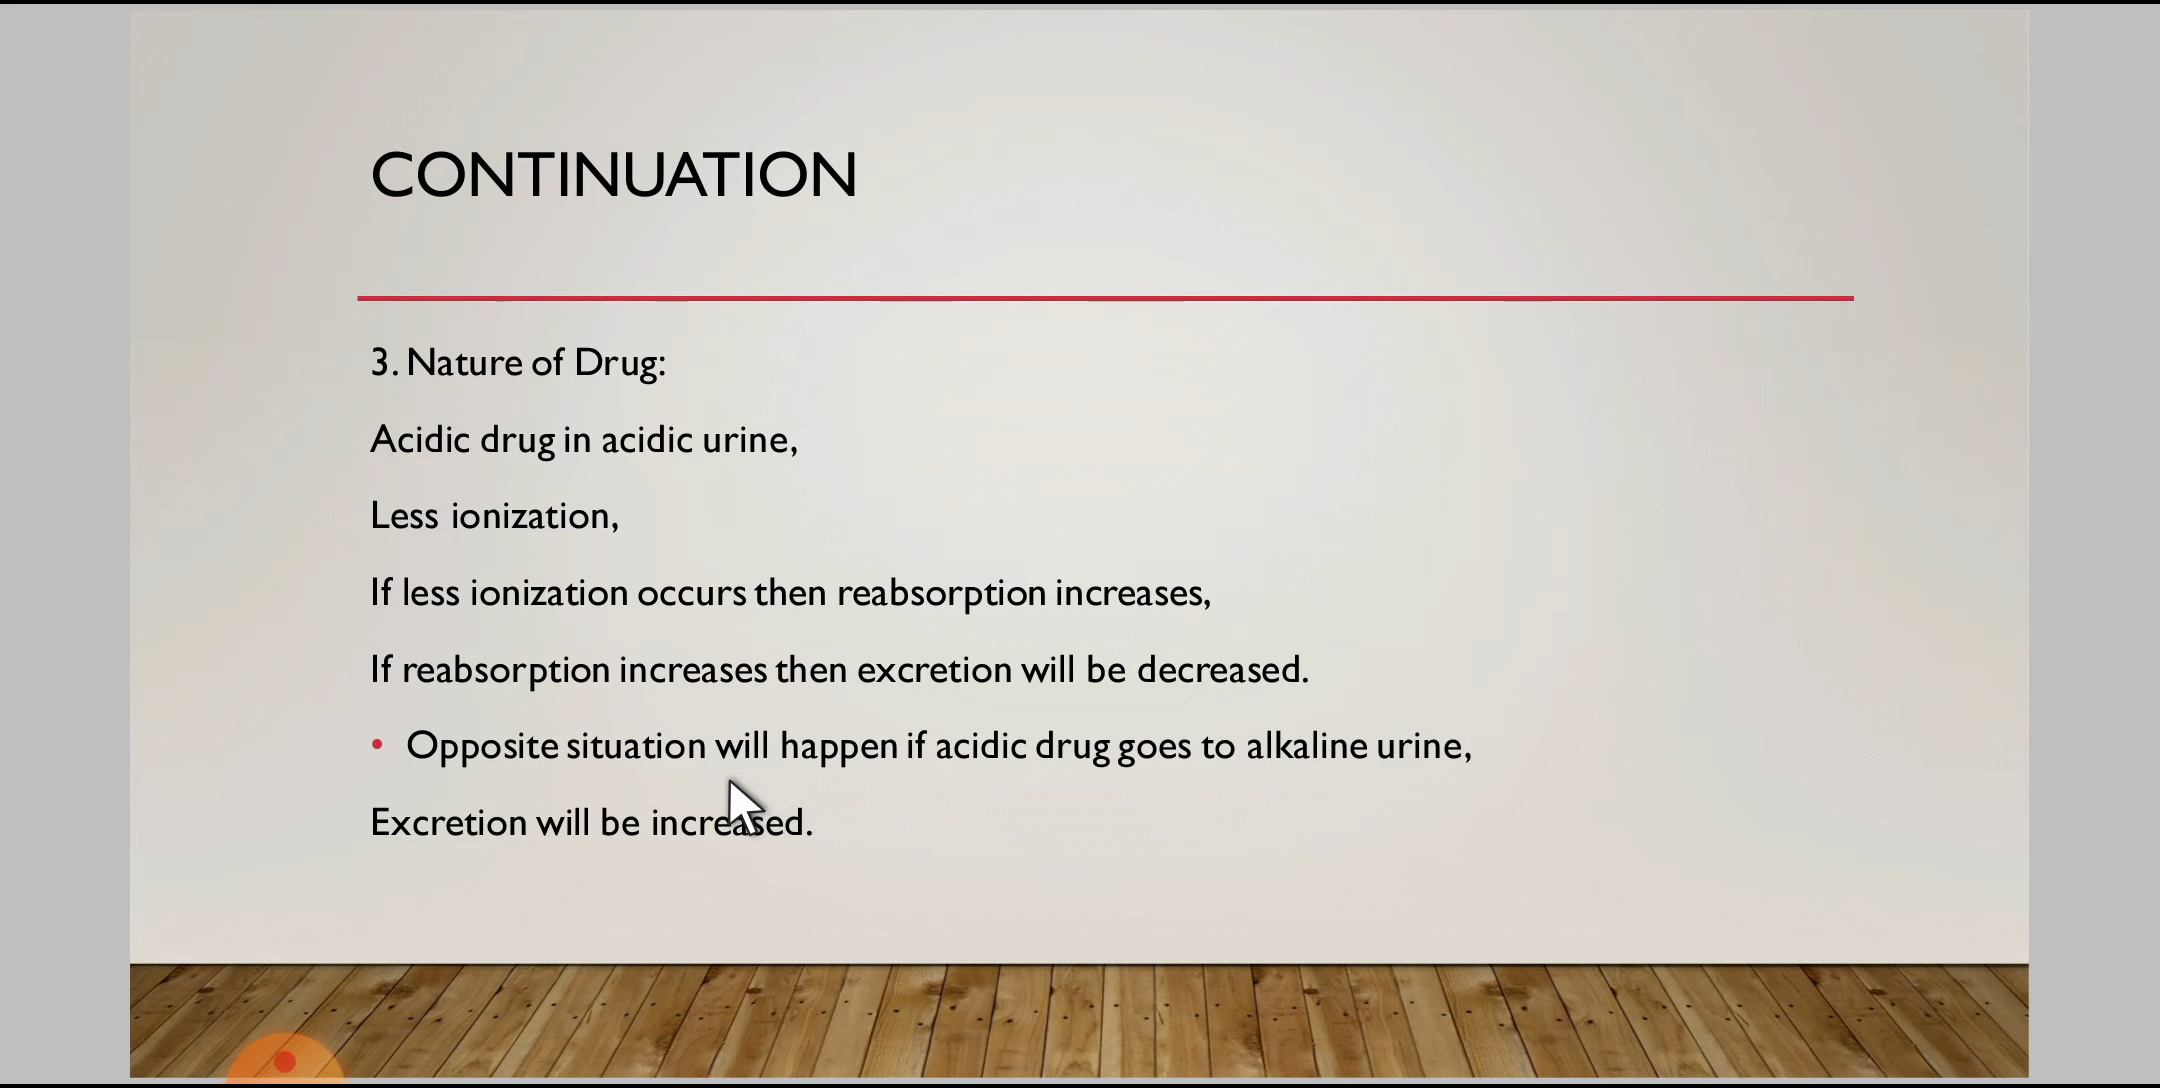 CONTINUATION
3. Nature of Drug:
Acidic drug in acidic urine,
Less ionization,
If less ionization occurs then reabsorption increases,
If reabsorption increases then excretion will be decreased.
• Opposite situation will happen if acidic drug goes to alkaline urine,
Excretion will be increased.